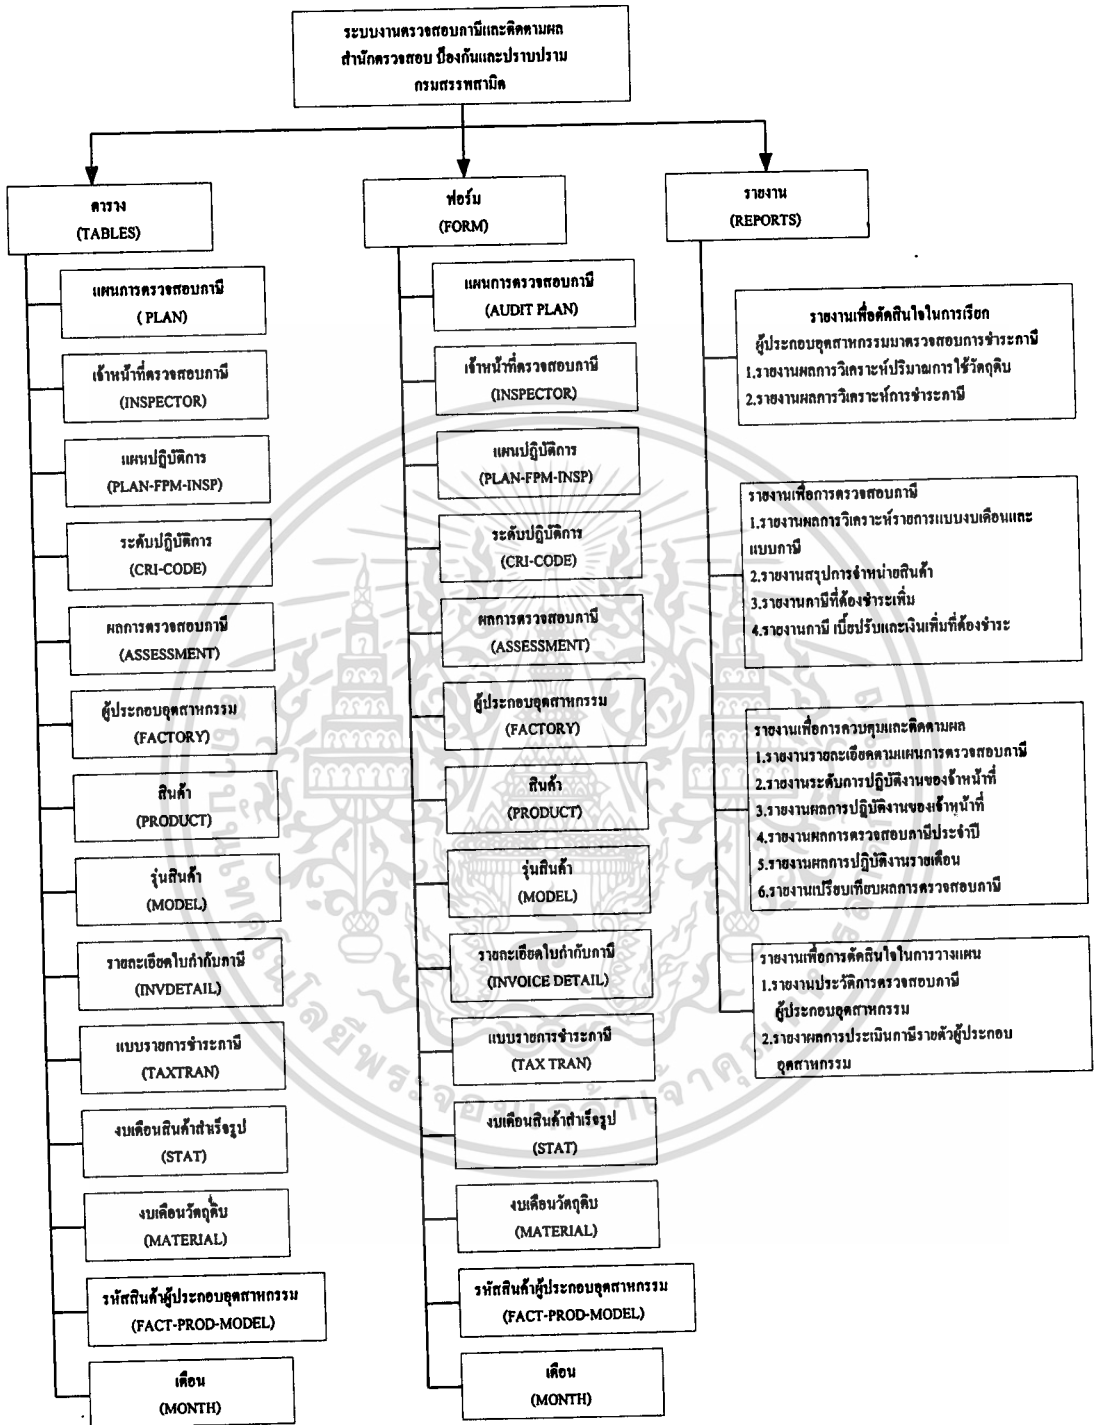 ระบบงานตรวจสอบภาษีและติดตามผล
สำนักตรวจสอบ ป้องกันและปราบปราม
กรมสรรพสามิต
ตาราง
(TABLES)
แผนการตรวจสอบภาษี
( PLAN)
เจ้าหน้าที่ตรวจสอบภาษี
(INSPECTOR)
แผนปฏิบัติการ
(PLAN-FPM-INSP)
ระดับปฏิบัติการ
(CRI-CODE)
ผลการตรวจสอบภาษี
(ASSESSMENT)
ผู้ประกอบอุตสาหกรรม
(FACTORY)
สินค้า
(PRODUCT)
รุ่นสินค้า
(MODEL)
รายละเอียดใบกำกับภาษี
(INVDETAIL)
แบบรายการชำระภาษี
(TAXTRAN)
งบเดือนสินค้าสำเร็จรูป
(STAT)
งบเดือนวัตถุดิบ
(MATERIAL)
รหัสสินค้าผู้ประกอบอุตสาหกรรม
(FACT-PROD-MODEL)
เดือน
(MONTH)
ฟอร์ม
(FORM)
แผนการตรวจสอบภาษี
(AUDIT PLAN)
เจ้าหน้าที่ตรวจสอบภาษี
(INSPECTOR)
แผนปฏิบัติการ
(PLAN-FPM-INSP)
ระดับปฏิบัติการ
(CRI-CODE)
ผลการตรวจสอบภาษี
(ASSESSMENT)
ผู้ประกอบอุตสาหกรรม
(FACTORY)
สินค้า
(PRODUCT)
รุ่นสินค้า
(MODEL)
รายละเอียดใบกำกับภาษี
(INVOICE DETAIL)
แบบรายการชำระภาษี
(TAX TRAN)
งบเดือนสินค้าสำเร็จรูป
(STAT)
งบเดือนวัตถุดิบ
(MATERIAL)
รหัสสินค้าผู้ประกอบอุตสาหกรรม
(FACT-PROD-MODEL)
เดือน
(MONTH)
รายงาน
(REPORTS)
รายงานเพื่อตัดสินใจในการเรียก
ผู้ประกอบอุตสาหกรรมมาตรวจสอบการชำระภาษี
1.รายงานผลการวิเคราะห์ปริมาณการใช้วัตถุดิบ
2.รายงานผลการวิเคราะห์การชำระภาษี
รายงานเพื่อการตรวจสอบภาษี
1.รายงานผลการวิเคราะห์รายการแบบงบเดือนและ
แบบภาษี
2.รายงานสรุปการจำหน่ายสินค้า
3.รายงานภาษีที่ต้องชำระเพิ่ม
4.รายงานภาษี เบี้ยปรับและเงินเพิ่มที่ต้องชำระ
รายงานเพื่อการควบคุมและติดตามผล
1.รายงานรายละเอียดตามแผนการตรวจสอบภาษี
2.รายงานระดับการปฏิบัติงานของเจ้าหน้าที่
3.รายงานผลการปฏิบัติงานของเจ้าหน้าที่
4.รายงานผลการตรวจสอบภาษีประจำปี
5.รายงานผลการปฏิบัติงานรายเดือน
6.รายงานเปรียบเทียบผลการตรวจสอบภาษี
รายงานเพื่อการตัดสินใจในการวางแผน
1.รายงานประวัติการตรวจสอบภาษี
ผู้ประกอบอุตสาหกรรม
2.รายาผลการประเมินภาษีรายตัวผู้ประกอบ
อุตสาหกรรม